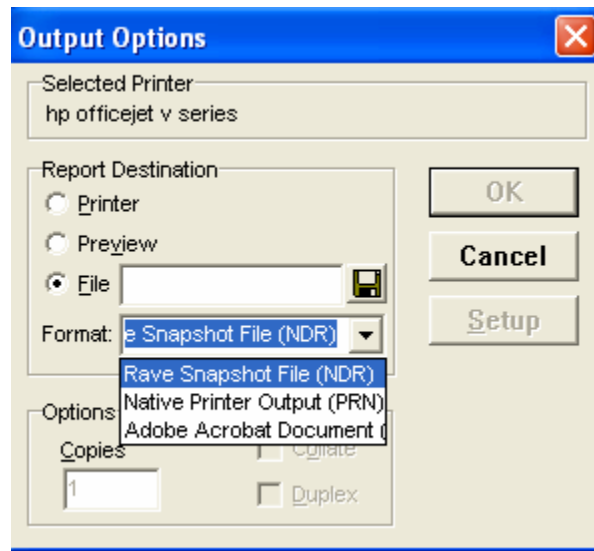 Output Options
Selected Printer
hp officejet v series
Report Destination
Printer
Preview
File
Format: e Snapshot File (NDR)
Rave Snapshot File (NDR)
Native Printer Output (PRN)
Adobe Acrobat Document (
Options
Copies
Collate
1
Duplex
OK
Cancel
Setup